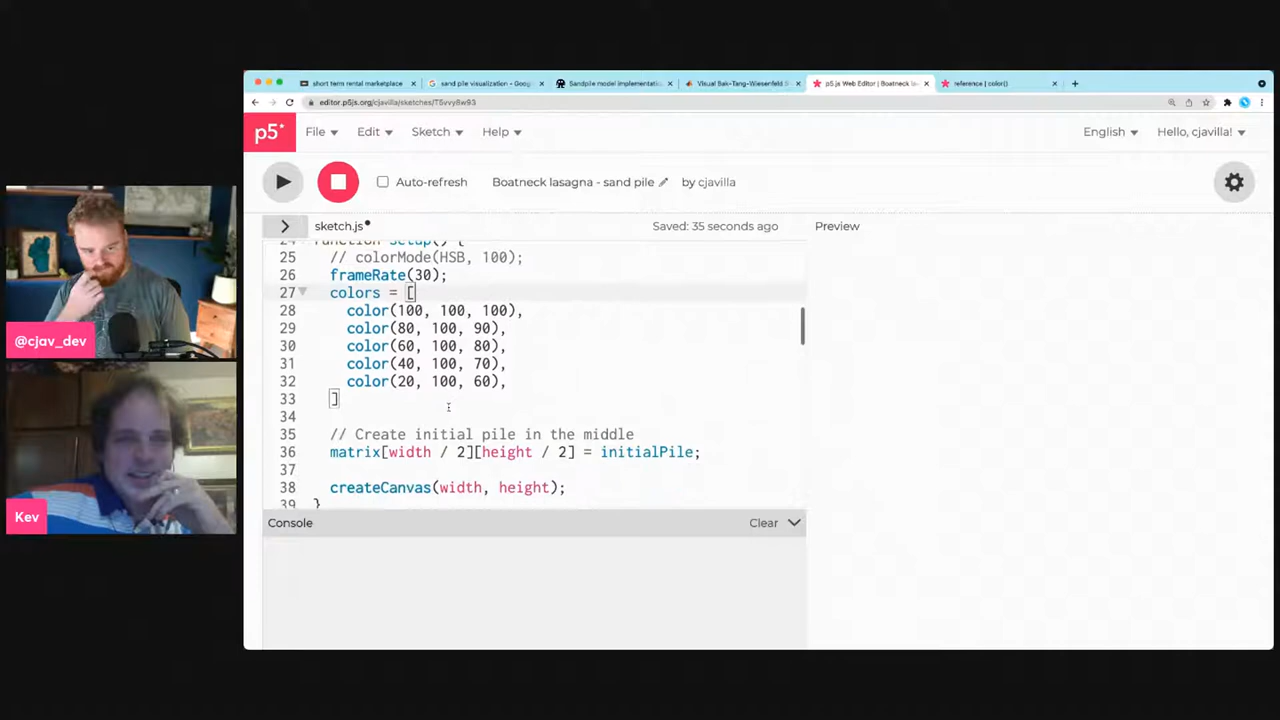 short term rental marketplace
sand pile visualization - Goog
Sandpile model implementatio
Visual Bak-Tang-Wiesenfeld S
p5.js Web Editor | Boatneck la
reference | color()
editor.p5js.org/cjavilla/sketches/T5vvy8w93
p5*
File
Edit
Sketch
Help
English
Hello, cjavilla!
Auto-refresh
Boatneck lasagna - sand pile
by cjavilla
sketch.js
Saved: 35 seconds ago
Preview
24 function setup() {
25 // colorMode(HSB, 100);
26 frameRate(30);
27 colors = [
28 color(100, 100, 100),
29 color(80, 100, 90),
30 color(60, 100, 80),
31 color(40, 100, 70),
32 color(20, 100, 60),
33 ]
34
35 // Create initial pile in the middle
36 matrix[width / 2][height / 2] = initialPile;
37
38 createCanvas(width, height);
39 }
Console
Clear
@cjav_dev
Kev